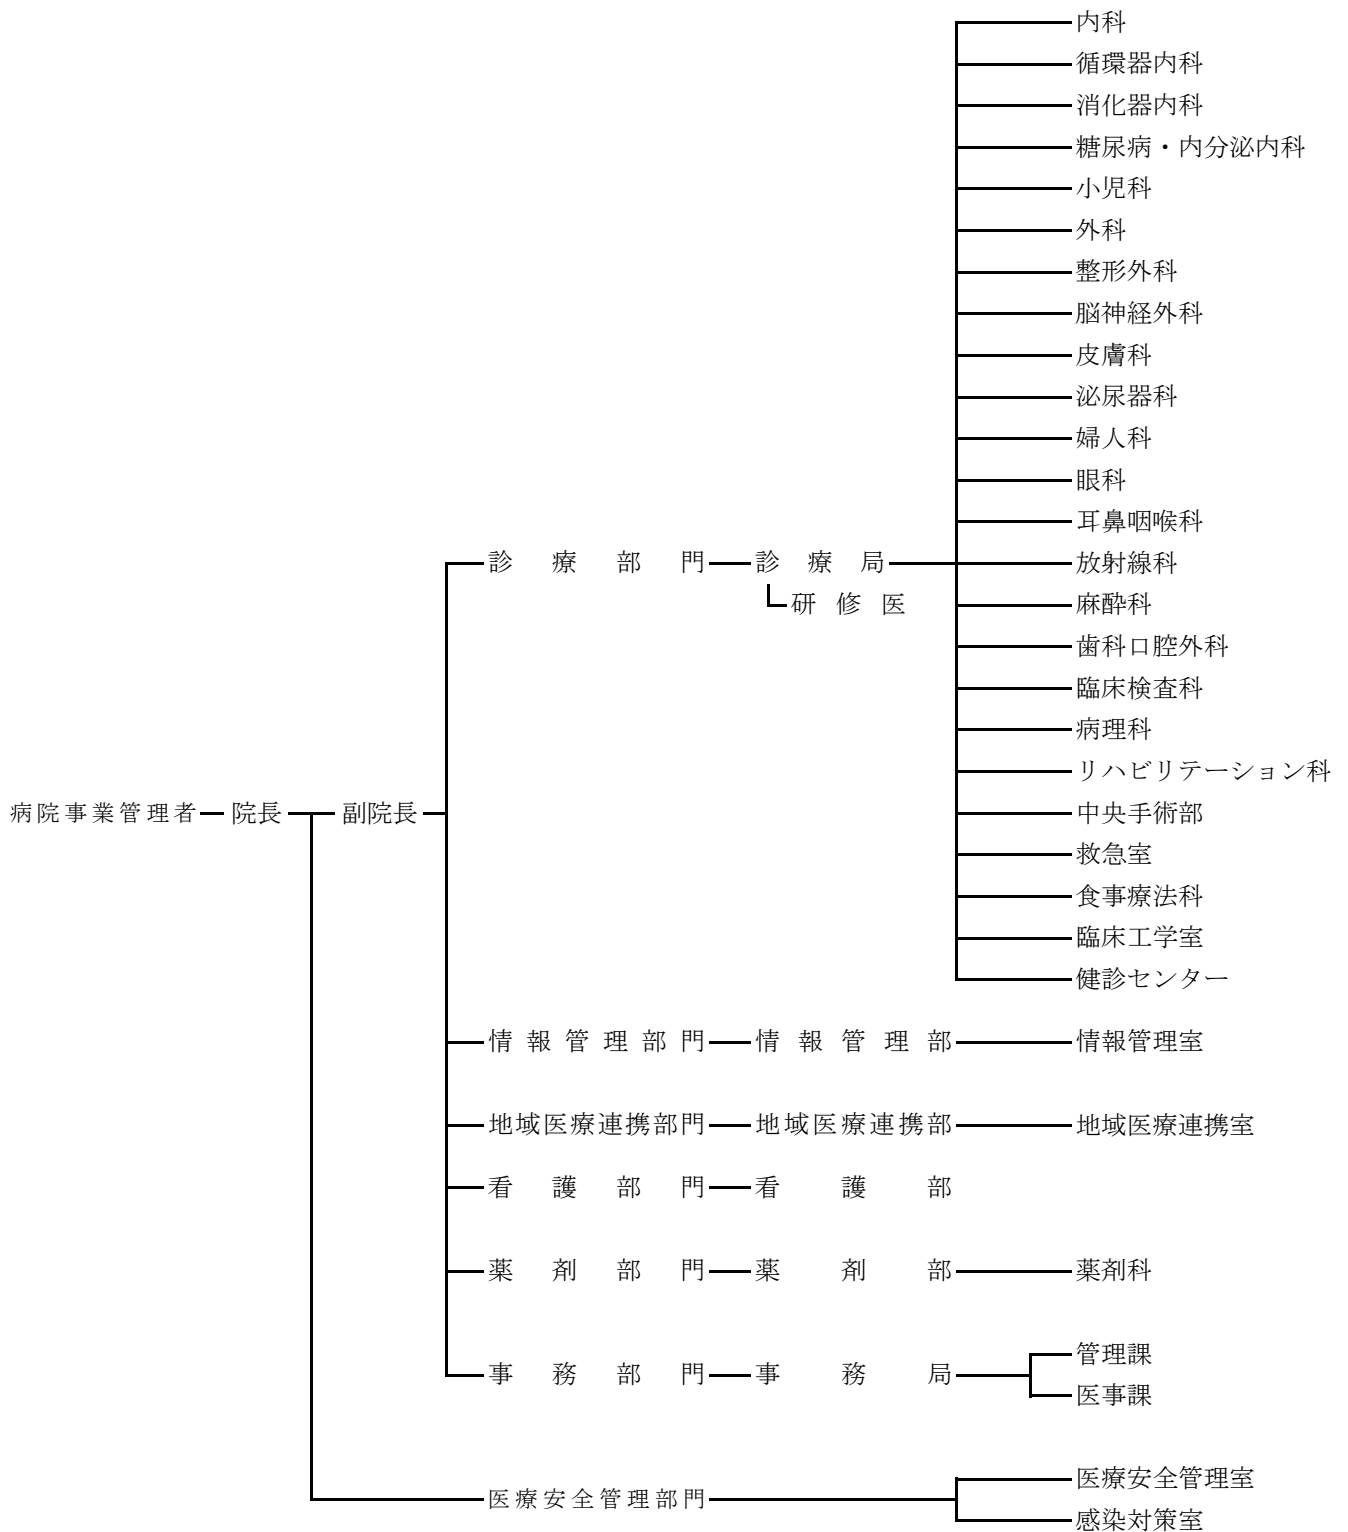 内科
循環器内科
消化器内科
糖尿病・内分泌内科
小児科
外科
整形外科
脳神経外科
皮膚科
泌尿器科
婦人科
眼科
耳鼻咽喉科
診療部門 診療局 放射線科
研修医 麻酔科
歯科口腔外科
臨床検査科
病理科
リハビリテーション科
病院事業管理者 院長 副院長 中央手術部
救急室
食事療法科
臨床工学室
健診センター
情報管理部門 情報管理部 情報管理室
地域医療連携部門 地域医療連携部 地域医療連携室
看護部門 看護部
薬剤部門 薬剤部 薬剤科
管理課
事務部門 事務局
医事課
医療安全管理室
医療安全管理部門
感染対策室